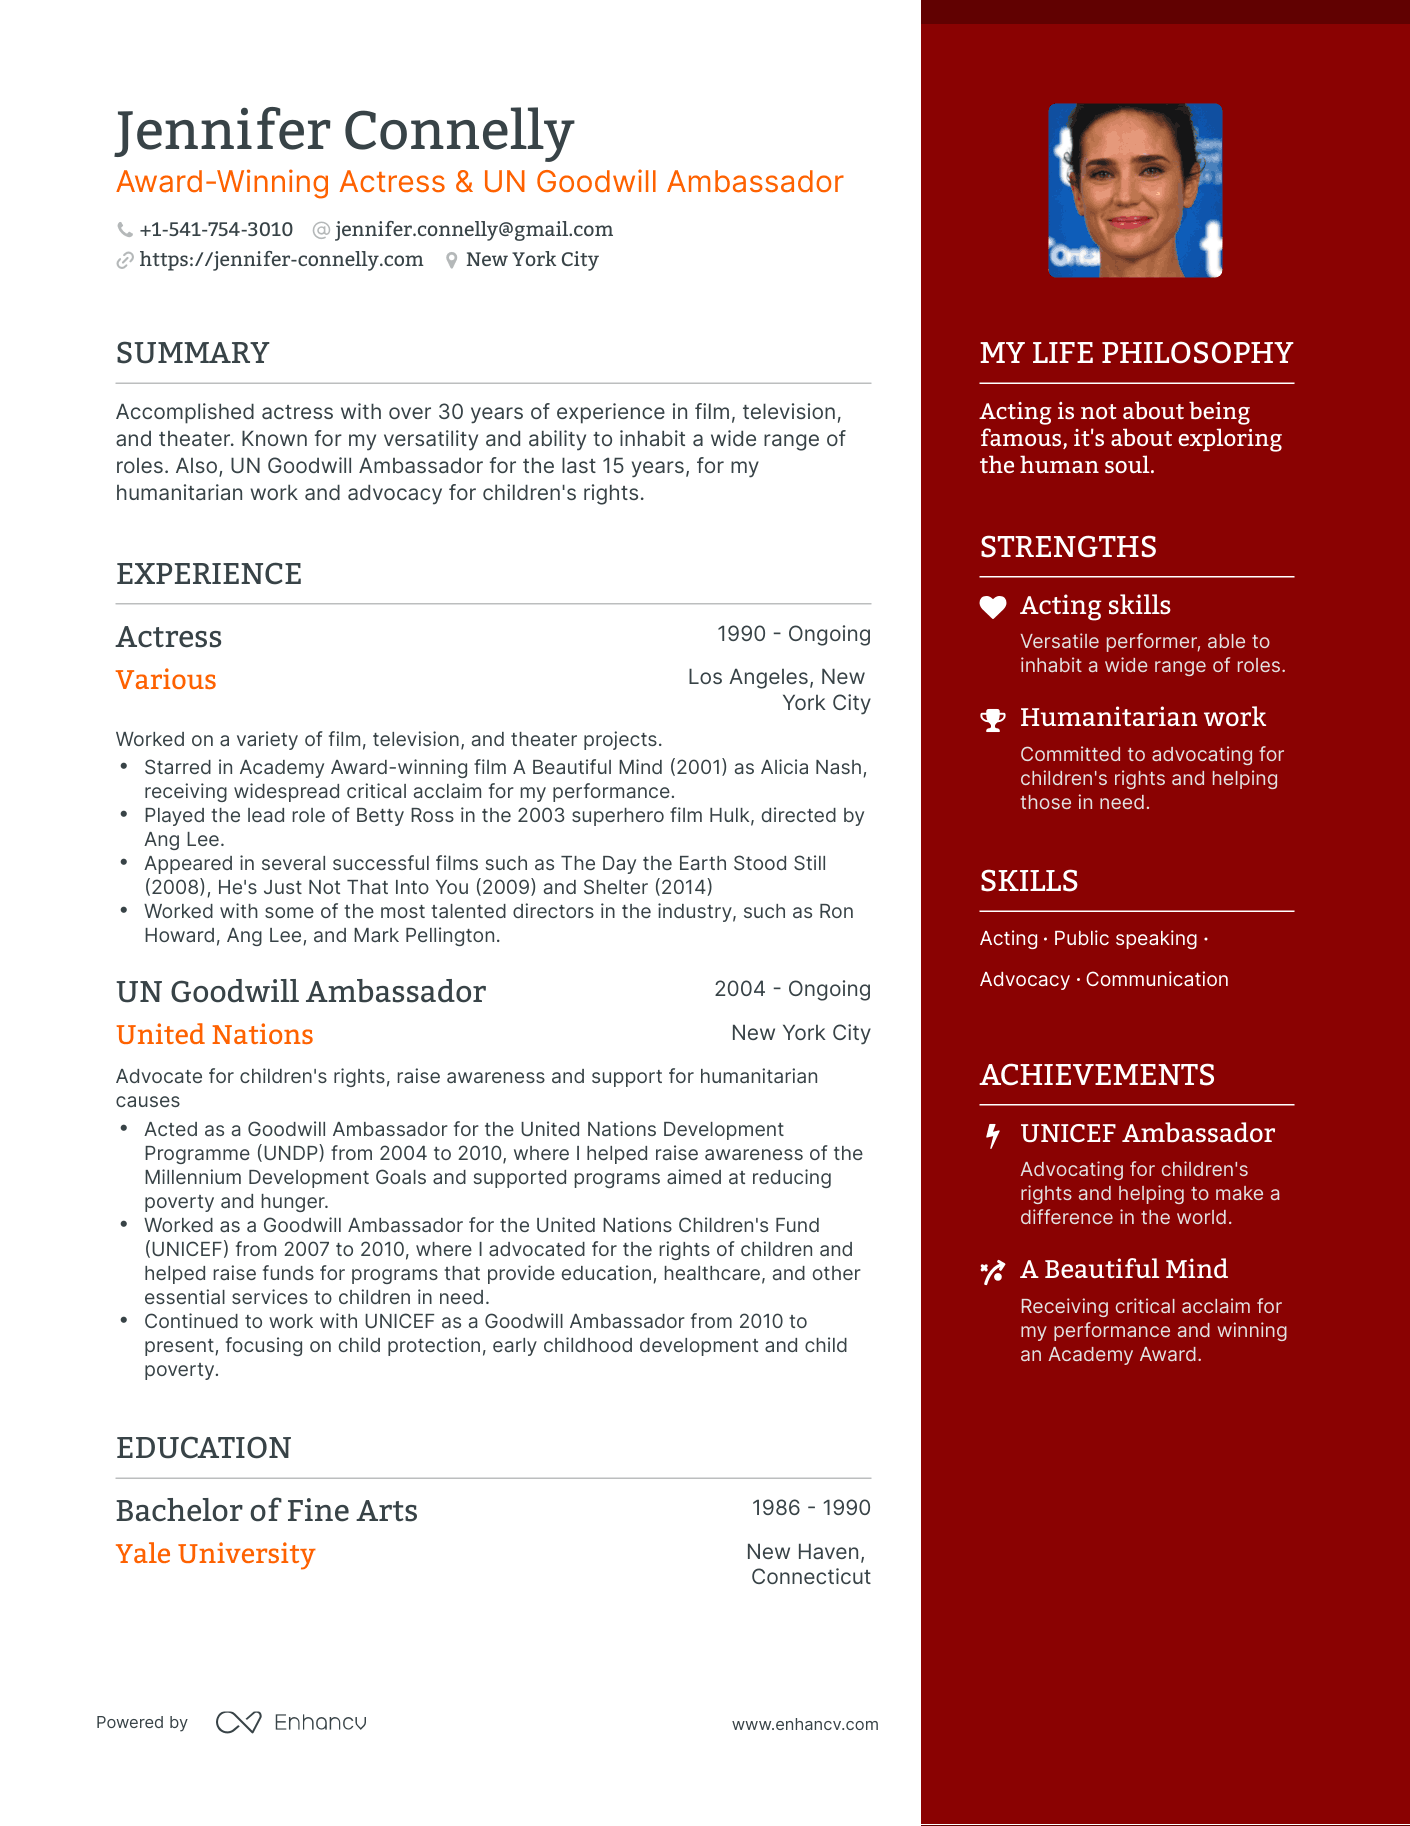 Jennifer Connelly
Award-Winning Actress & UN Goodwill Ambassador
+1-541-754-3010 @ jennifer.connelly@gmail.com
https://jennifer-connelly.com New York City
SUMMARY
Accomplished actress with over 30 years of experience in film, television,
and theater. Known for my versatility and ability to inhabit a wide range of
roles. Also, UN Goodwill Ambassador for the last 15 years, for my
humanitarian work and advocacy for children's rights.
EXPERIENCE
Actress 1990 - Ongoing
Various Los Angeles, New
York City
Worked on a variety of film, television, and theater projects.
• Starred in Academy Award-winning film A Beautiful Mind (2001) as Alicia Nash,
receiving widespread critical acclaim for my performance.
• Played the lead role of Betty Ross in the 2003 superhero film Hulk, directed by
Ang Lee.
• Appeared in several successful films such as The Day the Earth Stood Still
(2008), He's Just Not That Into You (2009) and Shelter (2014)
• Worked with some of the most talented directors in the industry, such as Ron
Howard, Ang Lee, and Mark Pellington.
UN Goodwill Ambassador 2004 - Ongoing
United Nations New York City
Advocate for children's rights, raise awareness and support for humanitarian
causes
• Acted as a Goodwill Ambassador for the United Nations Development
Programme (UNDP) from 2004 to 2010, where I helped raise awareness of the
Millennium Development Goals and supported programs aimed at reducing
poverty and hunger.
• Worked as a Goodwill Ambassador for the United Nations Children's Fund
(UNICEF) from 2007 to 2010, where I advocated for the rights of children and
helped raise funds for programs that provide education, healthcare, and other
essential services to children in need.
• Continued to work with UNICEF as a Goodwill Ambassador from 2010 to
present, focusing on child protection, early childhood development and child
poverty.
EDUCATION
Bachelor of Fine Arts 1986 - 1990
Yale University New Haven,
Connecticut
Powered by Enhancv www.enhancv.com
MY LIFE PHILOSOPHY
Acting is not about being
famous, it's about exploring
the human soul.
STRENGTHS
Acting skills
Versatile performer, able to
inhabit a wide range of roles.
Humanitarian work
Committed to advocating for
children's rights and helping
those in need.
SKILLS
Acting · Public speaking ·
Advocacy · Communication
ACHIEVEMENTS
UNICEF Ambassador
Advocating for children's
rights and helping to make a
difference in the world.
A Beautiful Mind
Receiving critical acclaim for
my performance and winning
an Academy Award.